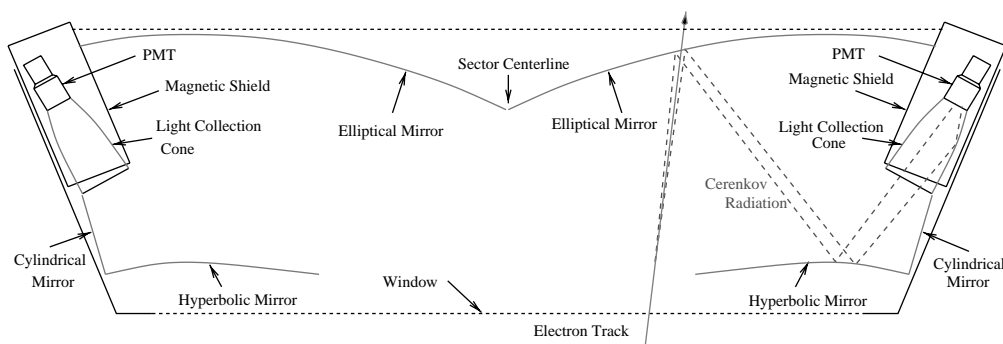 PMT
Magnetic Shield
Light Collection
Cone
Elliptical Mirror
Sector Centerline
Elliptical Mirror
PMT
Magnetic Shield
Light Collection
Cone
Cerenkov
Radiation
Cylindrical
Mirror
Hyperbolic Mirror
Window
Electron Track
Hyperbolic Mirror
Cylindrical
Mirror